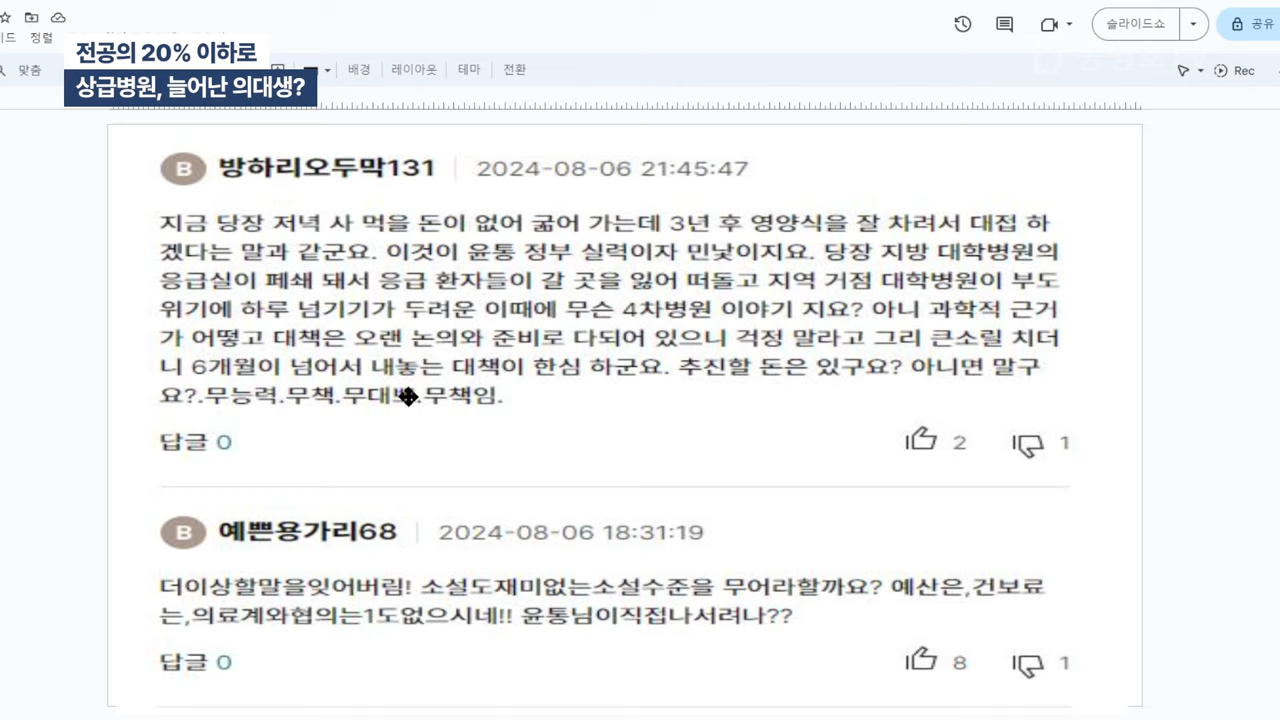 이드 정렬
전공의 20% 이하로
상급병원, 늘어난 의대생?
슬라이드쇼
공유
맞춤
배경
레이아웃
테마
전환
Rec
B 방하리오두막131 2024-08-06 21:45:47
지금 당장 저녁 사 먹을 돈이 없어 굶어 가는데 3년 후 영양식을 잘 차려서 대접 하
겠다는 말과 같군요. 이것이 윤통 정부 실력이자 민낯이지요. 당장 지방 대학병원의
응급실이 폐쇄 돼서 응급 환자들이 갈 곳을 잃어 떠돌고 지역 거점 대학병원이 부도
위기에 하루 넘기기가 두려운 이때에 무슨 4차병원 이야기 지요? 아니 과학적 근거
가 어떻고 대책은 오랜 논의와 준비로 다되어 있으니 걱정 말라고 그리 큰소릴 치더
니 6개월이 넘어서 내놓는 대책이 한심 하군요. 추진할 돈은 있구요? 아니면 말구
요?.무능력.무책.무대.무책임.
답글 0 2 1
B 예쁜용가리68 2024-08-06 18:31:19
더이상할말을잊어버림! 소설도재미없는소설수준을 무어라할까요? 예산은,건보료
는,의료계와협의는1도없으시네!! 윤통님이직접나서려나??
답글 0 8 1